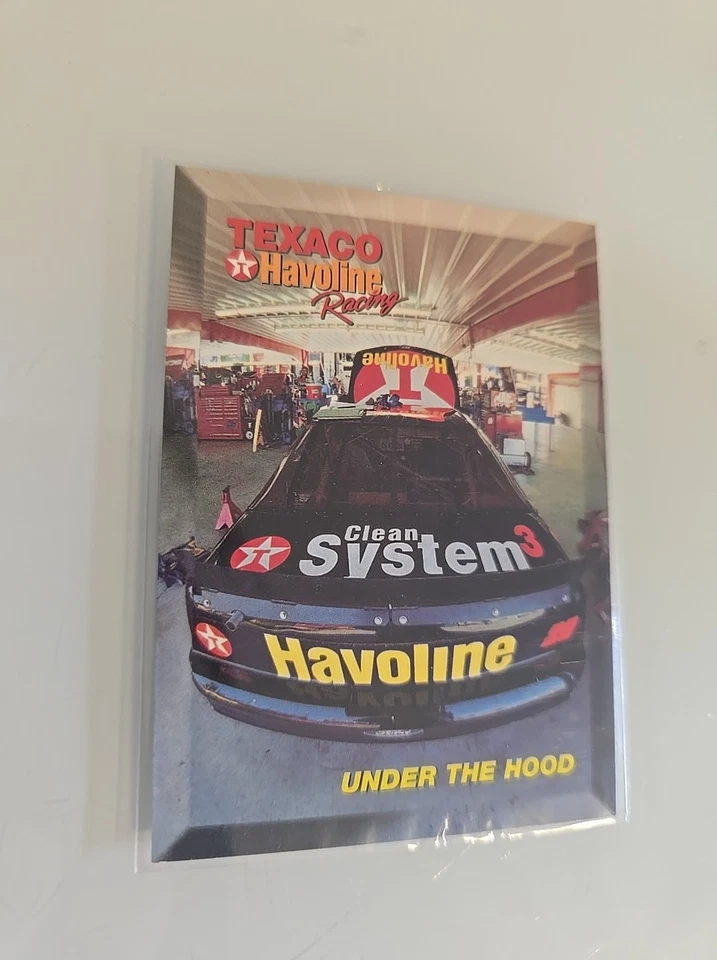 TEXACO
T Havoline
Racing
Havoline
T
Clean
T System3
Havoline
UNDER THE HOOD